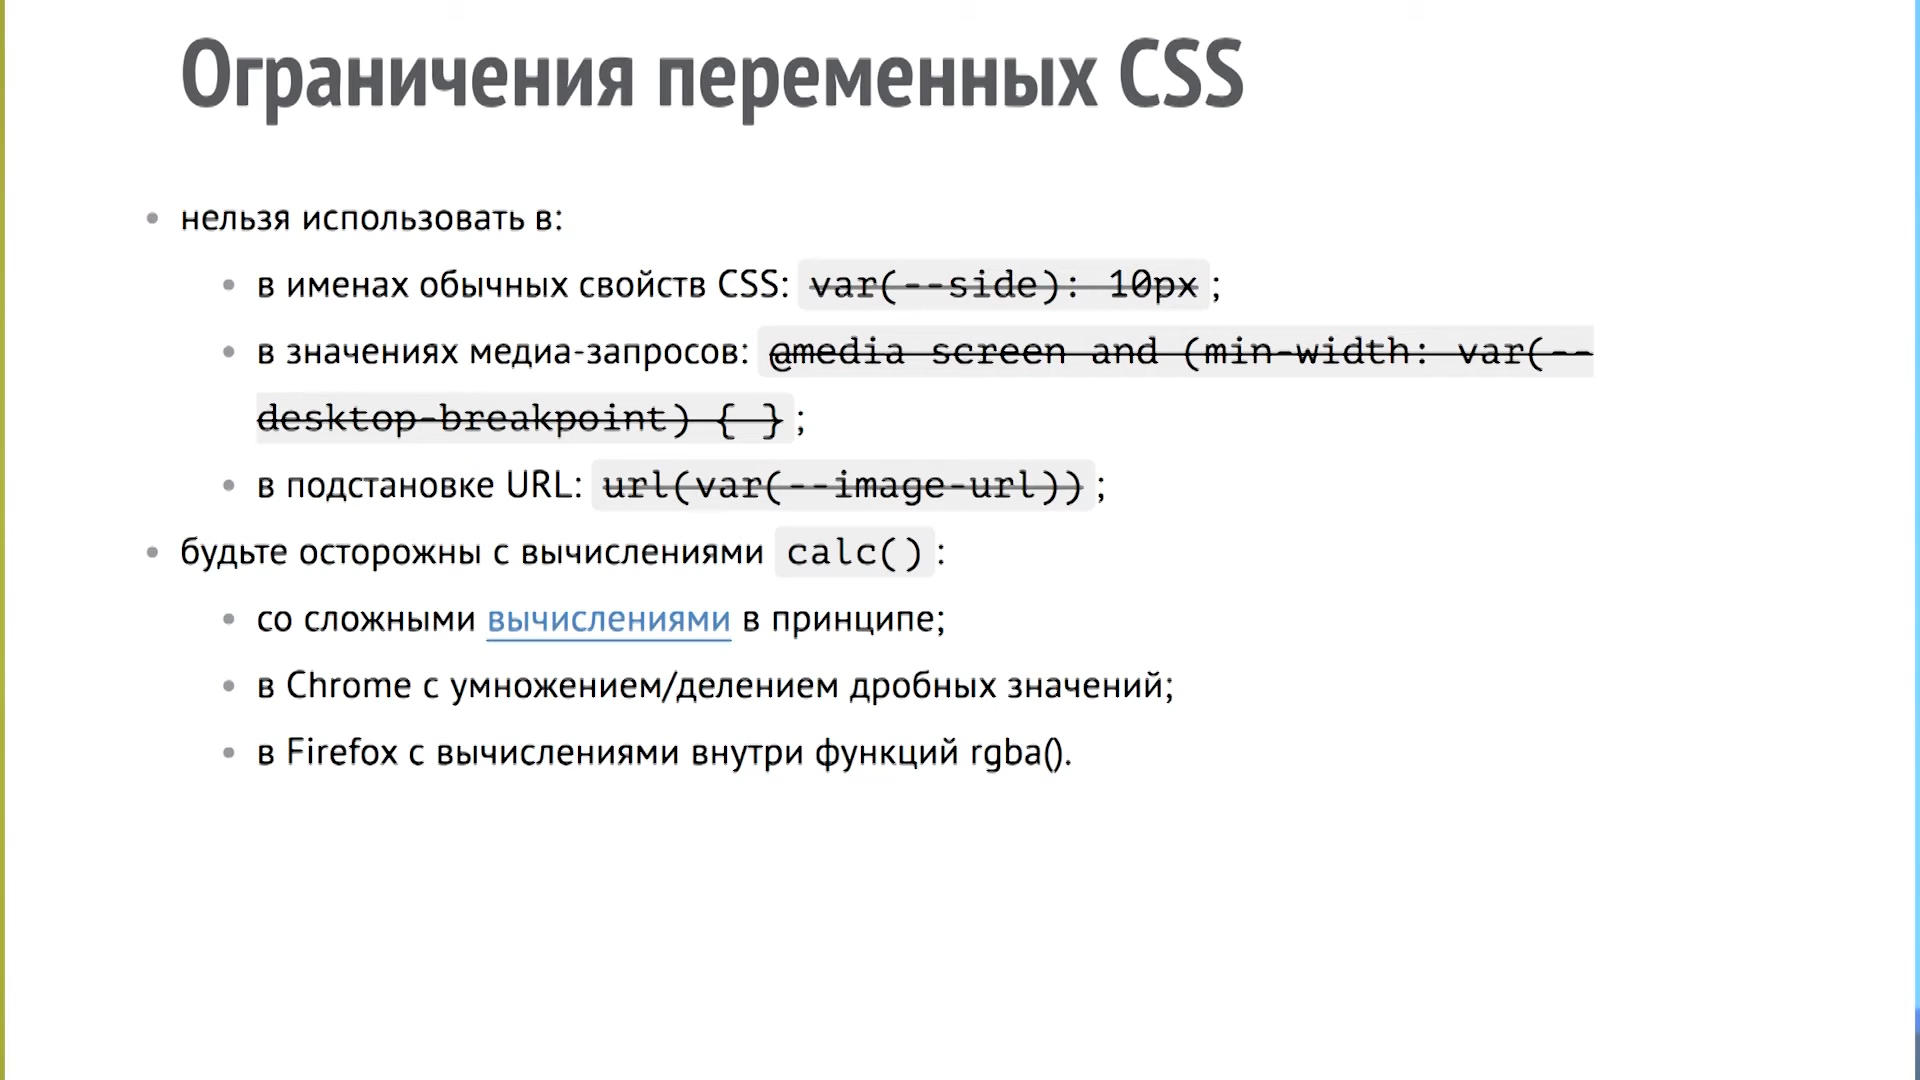 Ограничения переменных CSS
нельзя использовать в:
в именах обычных свойств CSS: var(--side): 10px;
в значениях медиа-запросов: @media screen and (min-width: var(--
desktop-breakpoint) { };
в подстановке URL: url(var(--image-url));
будьте осторожны с вычислениями calc():
со сложными вычислениями в принципе;
в Chrome с умножением/делением дробных значений;
в Firefox с вычислениями внутри функций rgba().